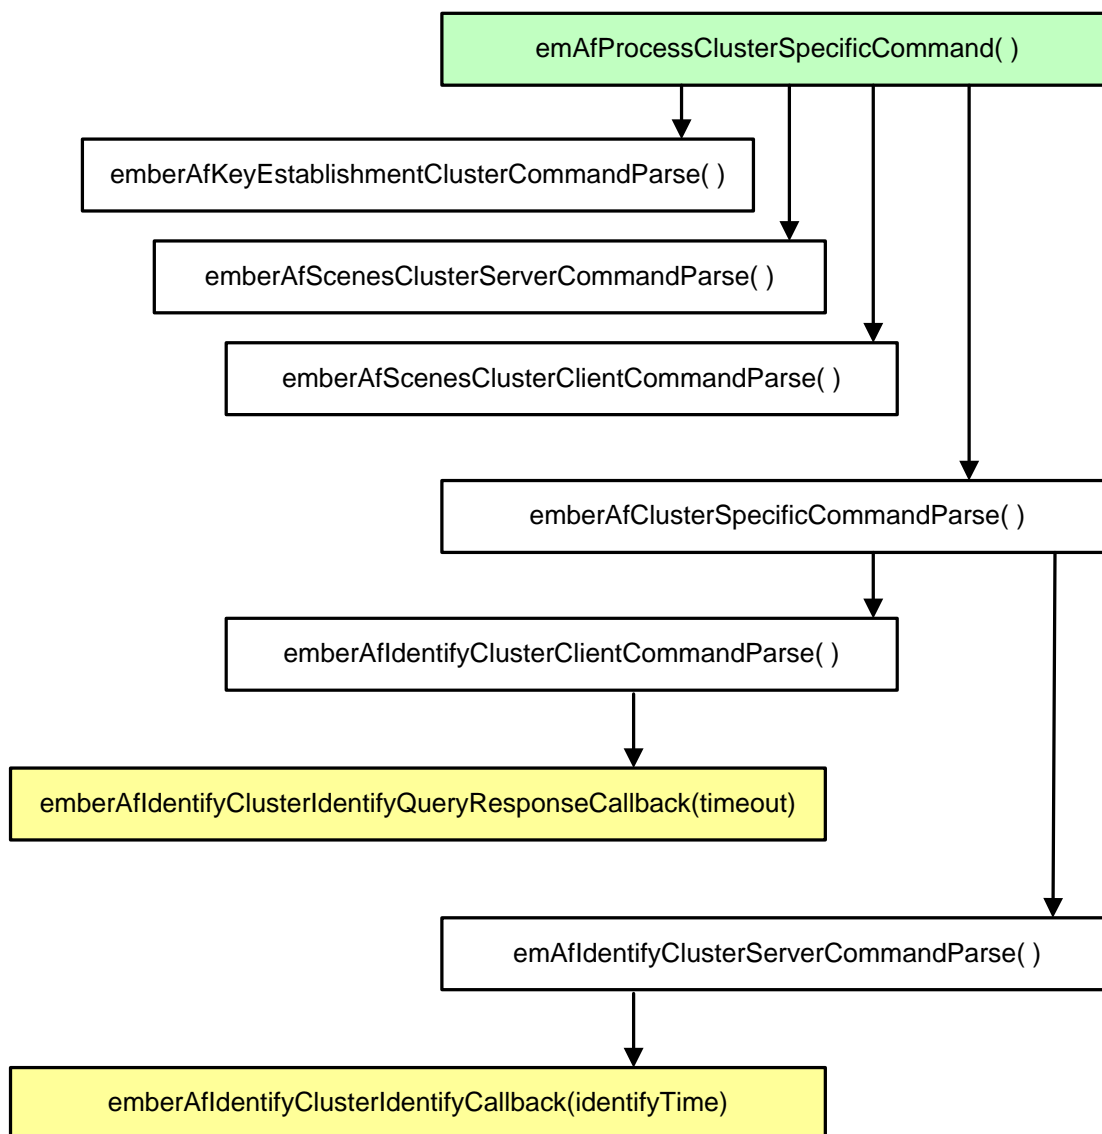 emAfProcessClusterSpecificCommand( )
emberAfKeyEstablishmentClusterCommandParse( )
emberAfScenesClusterServerCommandParse( )
emberAfScenesClusterClientCommandParse( )
emberAfClusterSpecificCommandParse( )
emberAfIdentifyClusterClientCommandParse( )
emberAfIdentifyClusterIdentifyQueryResponseCallback(timeout)
emAfIdentifyClusterServerCommandParse( )
emberAfIdentifyClusterIdentifyCallback(identifyTime)